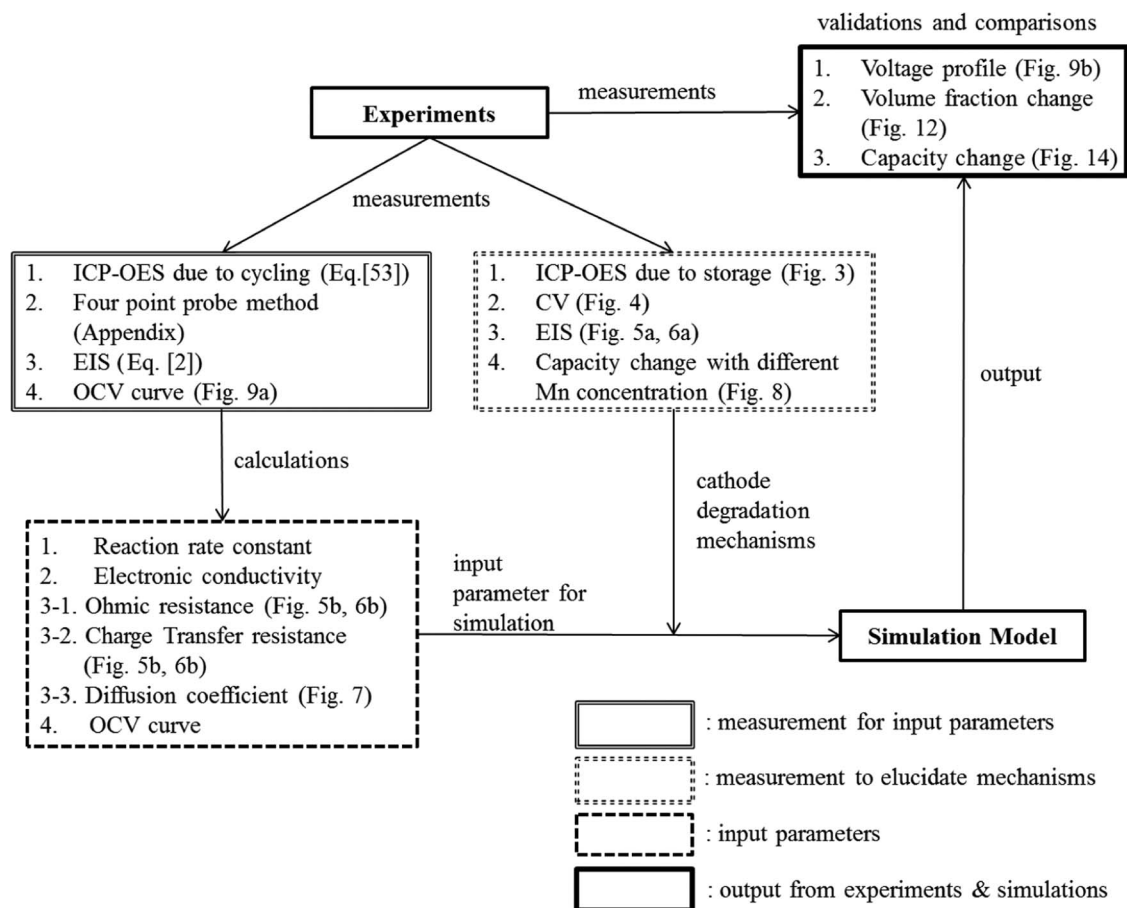 validations and comparisons
1. Voltage profile (Fig. 9b)
2. Volume fraction change
(Fig. 12)
3. Capacity change (Fig. 14)
measurements
Experiments
measurements
1. ICP-OES due to cycling (Eq.[53])
2. Four point probe method
(Appendix)
3. EIS (Eq. [2])
4. OCV curve (Fig. 9a)
1. ICP-OES due to storage (Fig. 3)
2. CV (Fig. 4)
3. EIS (Fig. 5a, 6a)
4. Capacity change with different
Mn concentration (Fig. 8)
output
calculations
cathode
degradation
mechanisms
1. Reaction rate constant
2. Electronic conductivity
3-1. Ohmic resistance (Fig. 5b, 6b)
3-2. Charge Transfer resistance
(Fig. 5b, 6b)
3-3. Diffusion coefficient (Fig. 7)
4. OCV curve
input
parameter for
simulation
Simulation Model
: measurement for input parameters
: measurement to elucidate mechanisms
: input parameters
: output from experiments & simulations